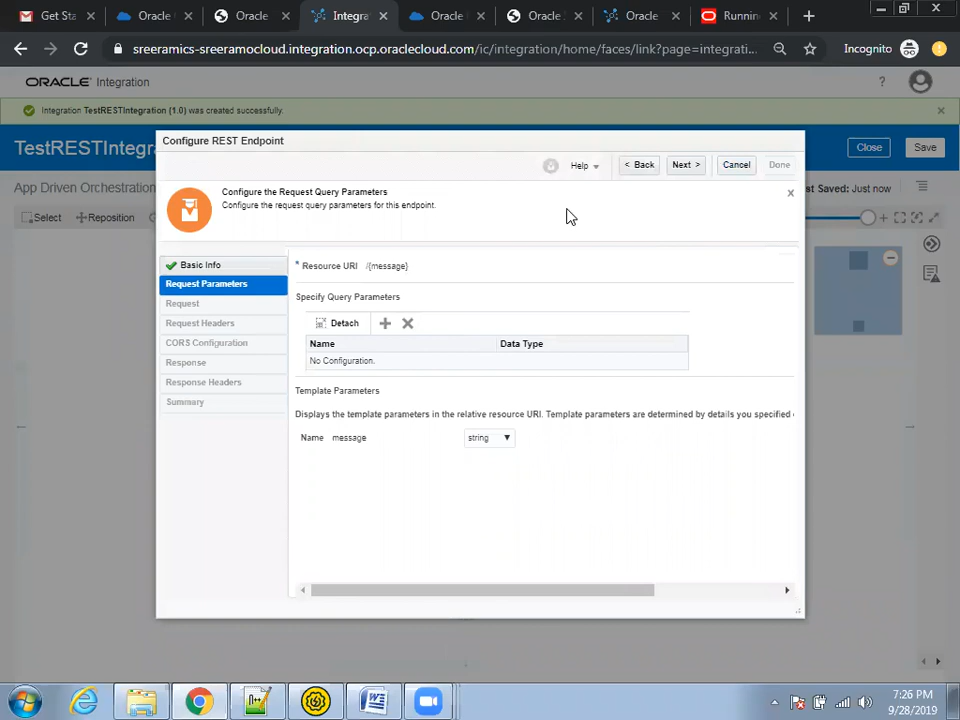 Get Sta
Oracle
Oracle
Integra
Oracle
Oracle
Oracle
Runnin
sreeramics-sreeramocloud.integration.ocp.oraclecloud.com/ic/integration/home/faces/link?page=integrati...
Incognito
ORACLE Integration
Integration TestRESTIntegration (1.0) was created successfully.
TestRESTIntegra
Close
Save
App Driven Orchestration
st Saved: Just now
Select
Reposition
Configure REST Endpoint
Help
< Back
Next >
Cancel
Done
Configure the Request Query Parameters
Configure the request query parameters for this endpoint.
Basic Info
Request Parameters
Request
Request Headers
CORS Configuration
Response
Response Headers
Summary
* Resource URI /{message}
Specify Query Parameters
Detach
Name Data Type
No Configuration.
Template Parameters
Displays the template parameters in the relative resource URI. Template parameters are determined by details you specified
Name message string
7:26 PM
9/28/2019